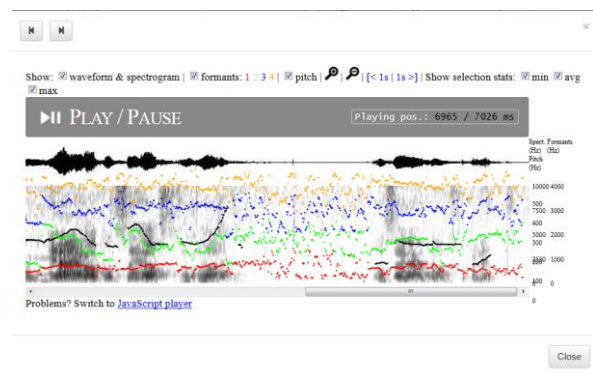 ×
Show: waveform & spectrogram | formants: 1 2 3 4 | pitch | | [< 1s | 1s >] | Show selection stats: min avg
max
PLAY / PAUSE
Playing pos.: 6965 / 7026 ms
Spect. Formants
(Hz) (Hz)
Pitch
(Hz)
10000 4000
500
7500 3000
400
5000 2000
300
1000
100
0
0
Problems? Switch to JavaScript player
Close